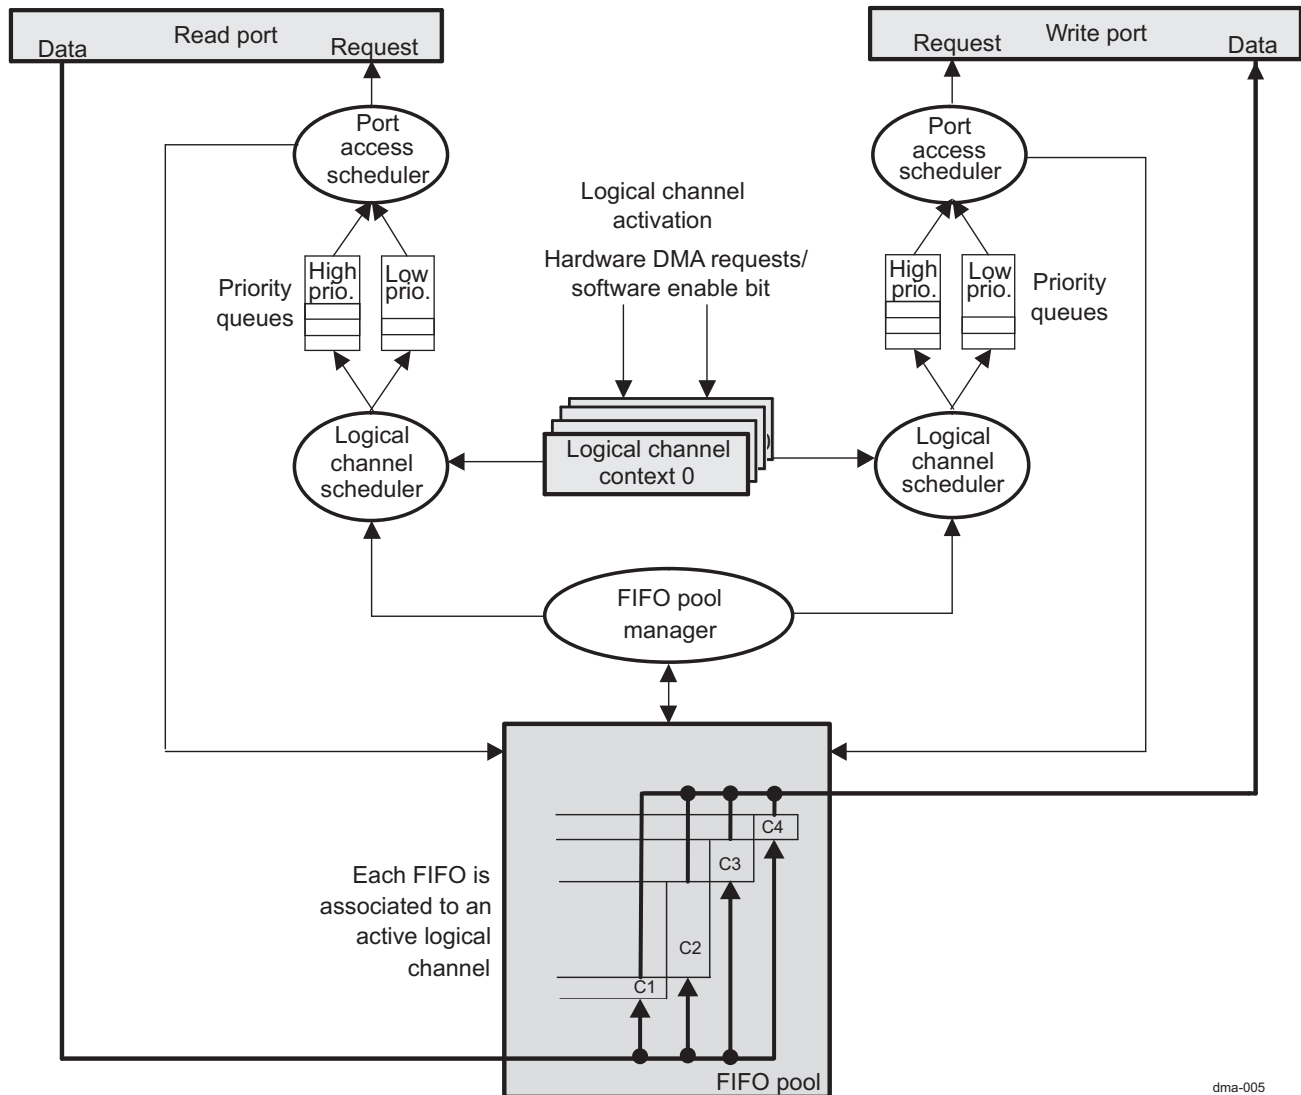 Read port
Data
Request
Write port
Request
Data
Port
access
scheduler
Port
access
scheduler
Logical channel
activation
Hardware DMA requests/
software enable bit
Priority
queues
High
prio.
Low
prio.
High
prio.
Low
prio.
Priority
queues
Logical
channel
scheduler
Logical channel
context 0
Logical
channel
scheduler
FIFO pool
manager
Each FIFO is
associated to an
active logical
channel
C4
C3
C2
C1
FIFO pool
dma-005